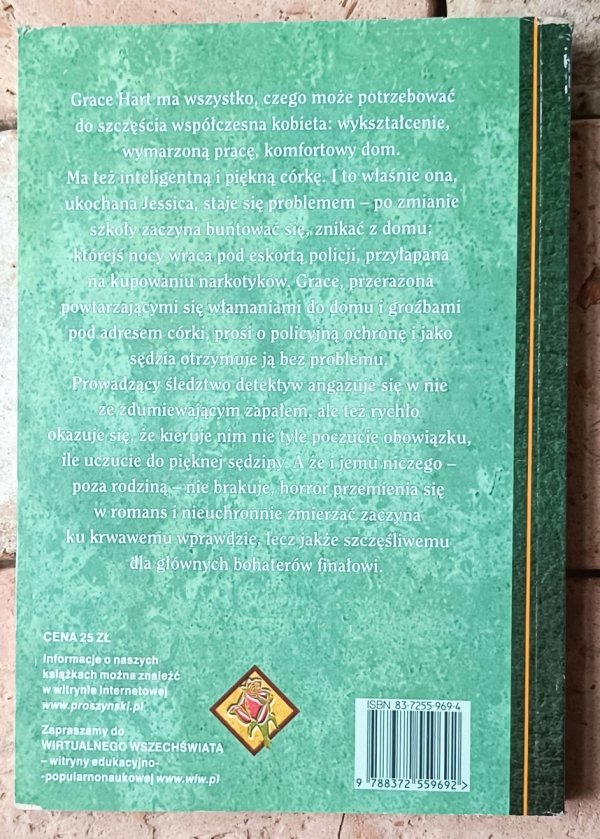 Grace Hart ma wszystko, czego może potrzebować
do szczęścia współczesna kobieta: wykształcenie,
wymarzoną pracę, komfortowy dom.
Ma też inteligentną i piękną córkę. I to właśnie ona,
ukochana Jessica, staje się problemem – po zmianie
szkoły zaczyna buntować się, znikać z domu;
którejś nocy wraca pod eskortą policji, przyłapana
na kupowaniu narkotyków. Grace, przerażona
powtarzającymi się włamaniami do domu i groźbami
pod adresem córki, prosi o policyjną ochronę i jako
sędzia otrzymuje ją bez problemu.
Prowadzący śledztwo detektyw angażuje się w nie
ze zdumiewającym zapałem, ale też rychło
okazuje się, że kieruje nim nie tyle poczucie obowiązku,
ile uczucie do pięknej sędziny. A że i jemu niczego –
poza rodziną – nie brakuje, horror przemienia się
w romans i nieuchronnie zmierzać zaczyna
ku krwawemu wprawdzie, lecz jakże szczęśliwemu
dla głównych bohaterów finałowi.
CENA 25 ZŁ
Informacje o naszych
książkach można znaleźć
w witrynie internetowej
www.proszynski.pl
Zapraszamy do
WIRTUALNEGO WSZECHŚWIATA
– witryny edukacyjno-
-popularnonaukowej www.wiw.pl
ISBN 83-7255-969-4
9 788372 559692>